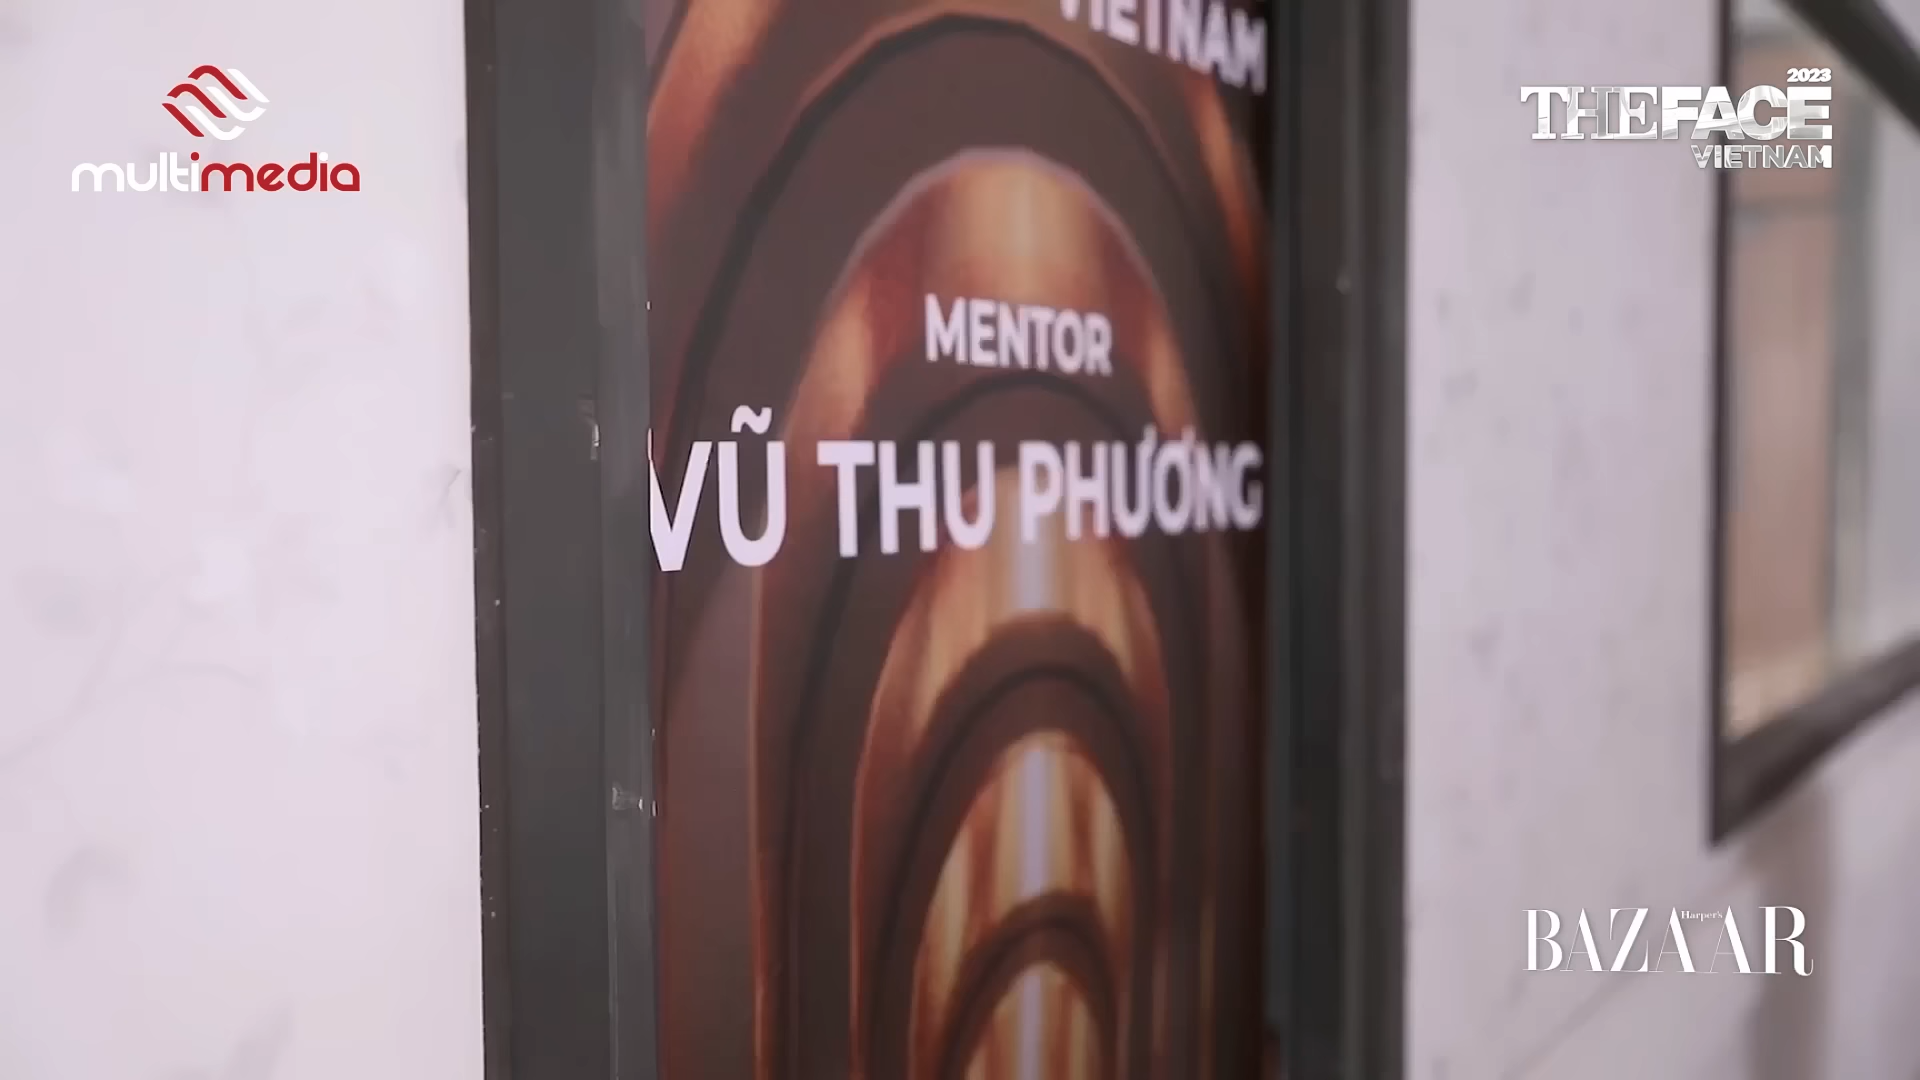 multimedia
2023
THE FACE
VIETNAM
VIETNAM
MENTOR
VŨ THU PHƯƠNG
Harper's
BAZAAR